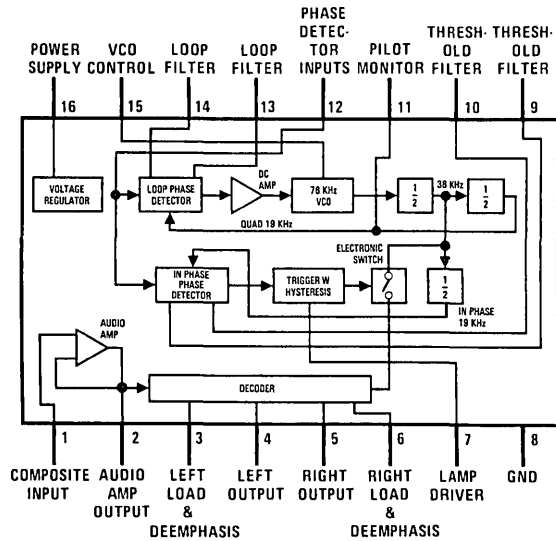 POWER SUPPLY
VCO CONTROL
LOOP FILTER
LOOP FILTER
PHASE DETEC- TOR INPUTS
PILOT MONITOR
THRESH- OLD FILTER
THRESH- OLD FILTER
16 15 14 13 12 11 10 9
VOLTAGE REGULATOR
LOOP PHASE DETECTOR
DC AMP
76 KHz VCO
1/2
38 KHz
1/2
QUAD 19 KHz
ELECTRONIC SWITCH
IN PHASE PHASE DETECTOR
TRIGGER W HYSTERESIS
1/2
IN PHASE 19 KHz
AUDIO AMP
DECODER
1 2 3 4 5 6 7 8
COMPOSITE INPUT
AUDIO AMP OUTPUT
LEFT LOAD & DEEMPHASIS
LEFT OUTPUT
RIGHT OUTPUT
RIGHT LOAD & DEEMPHASIS
LAMP DRIVER
GND